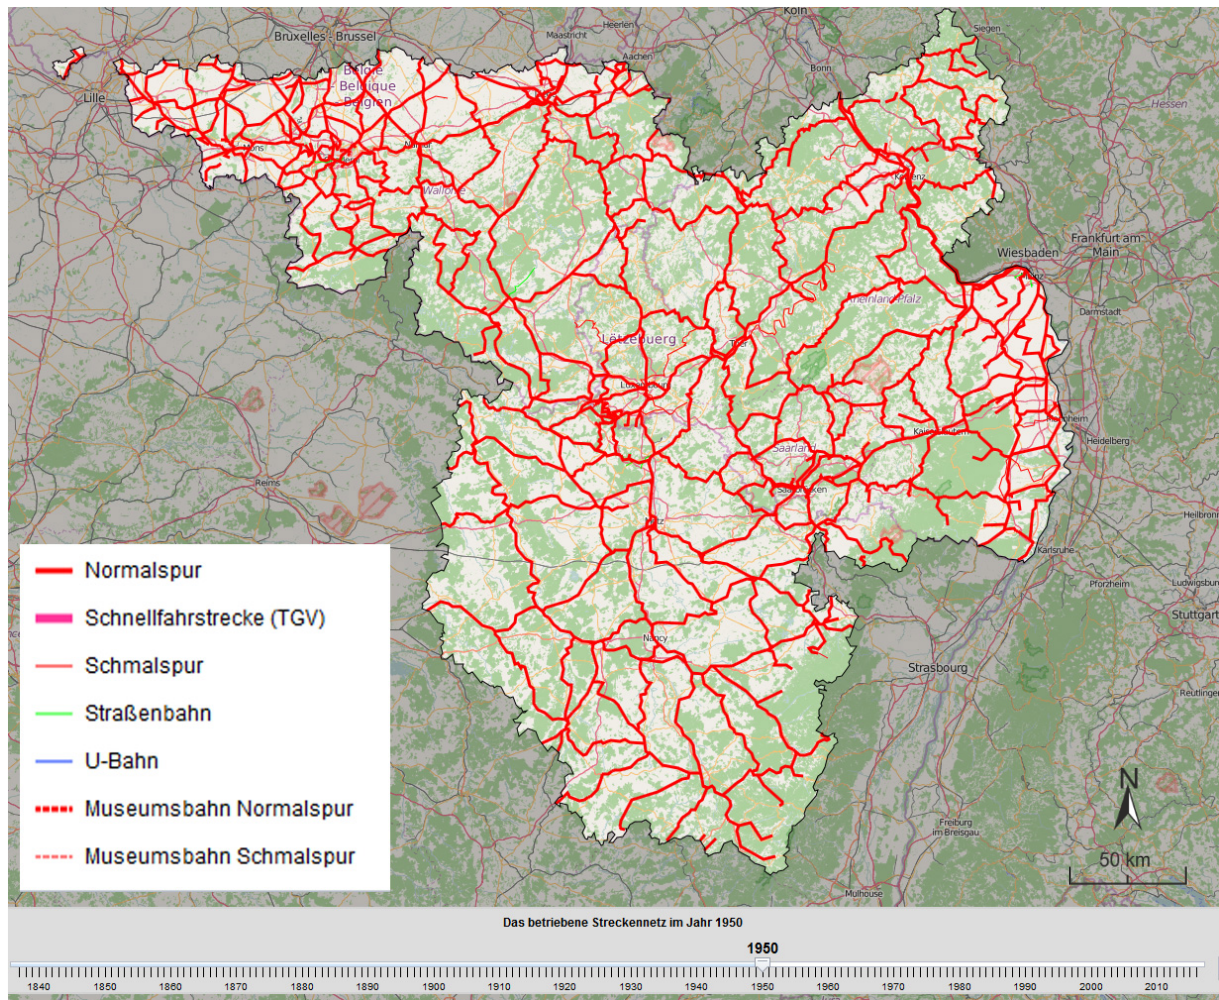 Köln
Siegen
Heerlen
Maastricht
Bruxelles - Brussel
Aachen
Bonn
België
- Belgique
- Belgien
Lille
Hessen
Mons
Namur
Wallonie
Koblenz
Wiesbaden
Frankfurt am
Main
Mainz
Rheinland-Pfalz
Darmstadt
Lëtzebuerg
Trier
Luxembourg
Mannheim
Kaiserslautern
Heidelberg
Saarland
Reims
Saarbrücken
Heilbronn
Metz
Karlsruhe
Pforzheim
Ludwigsburg
Stuttgart
Nancy
Strasbourg
Reutlingen
Freiburg
im Breisgau
Mulhouse
Normalspur
Schnellfahrstrecke (TGV)
Schmalspur
Straßenbahn
U-Bahn
Museumsbahn Normalspur
Museumsbahn Schmalspur
N
50 km
Das betriebene Streckennetz im Jahr 1950
1950
1840 1850 1860 1870 1880 1890 1900 1910 1920 1930 1940 1950 1960 1970 1980 1990 2000 2010